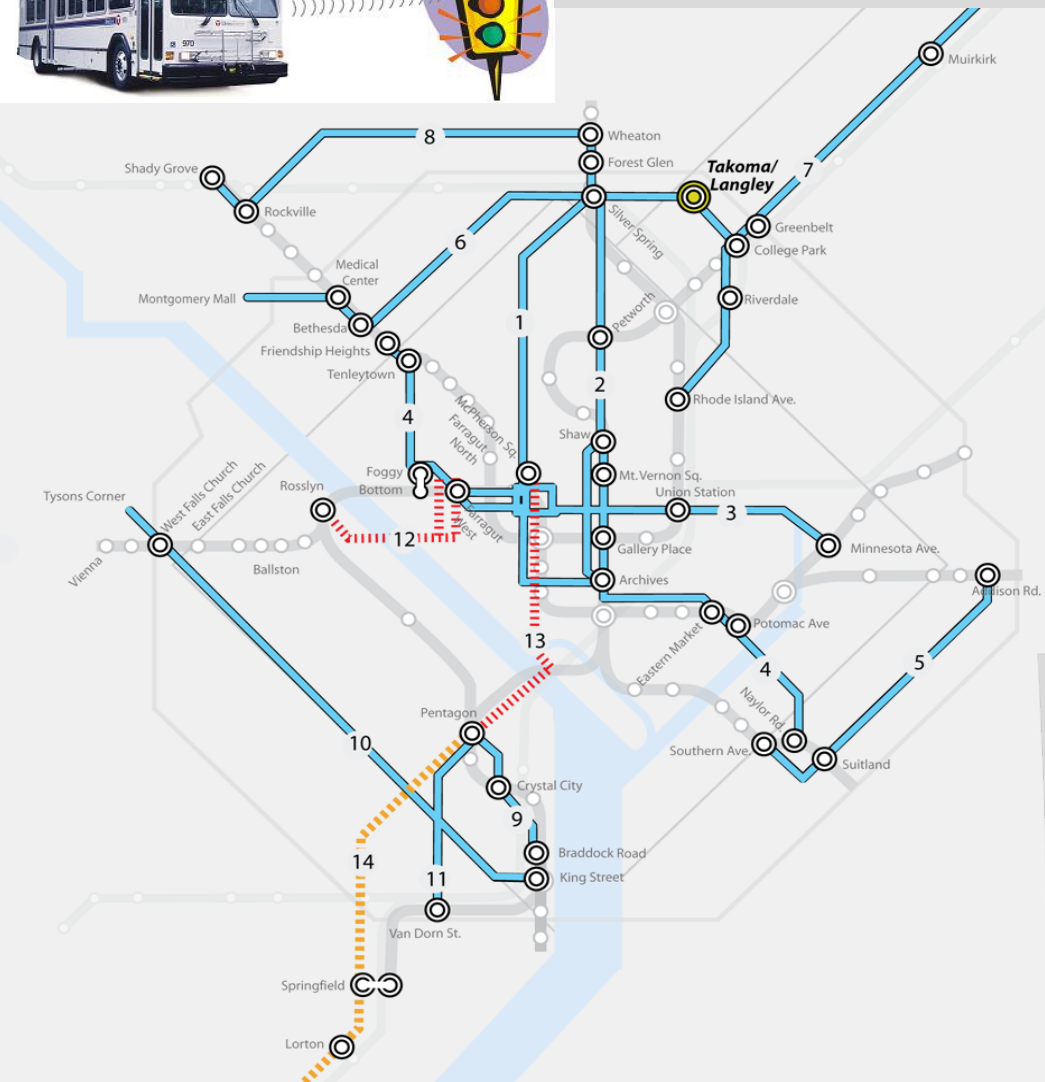 970
Muirkirk
8
Wheaton
Forest Glen
Shady Grove
Takoma/
Langley
7
Rockville
Silver Spring
Greenbelt
6
College Park
Medical
Center
Montgomery Mall
Riverdale
Petworth
Bethesda
1
Friendship Heights
Tenleytown
2
Rhode Island Ave.
4
McPherson Sq.
Farragut
North
Shaw
Foggy
Bottom
Mt. Vernon Sq.
Rosslyn
Union Station
Tysons Corner
West Falls Church
East Falls Church
Farragut
West
3
12
Gallery Place
Minnesota Ave.
Vienna
Ballston
Archives
Addison Rd.
Potomac Ave
13
Eastern Market
4
5
Naylor Rd.
Pentagon
10
Southern Ave.
Suitland
Crystal City
9
Braddock Road
14
11
King Street
Van Dorn St.
Springfield
Lorton